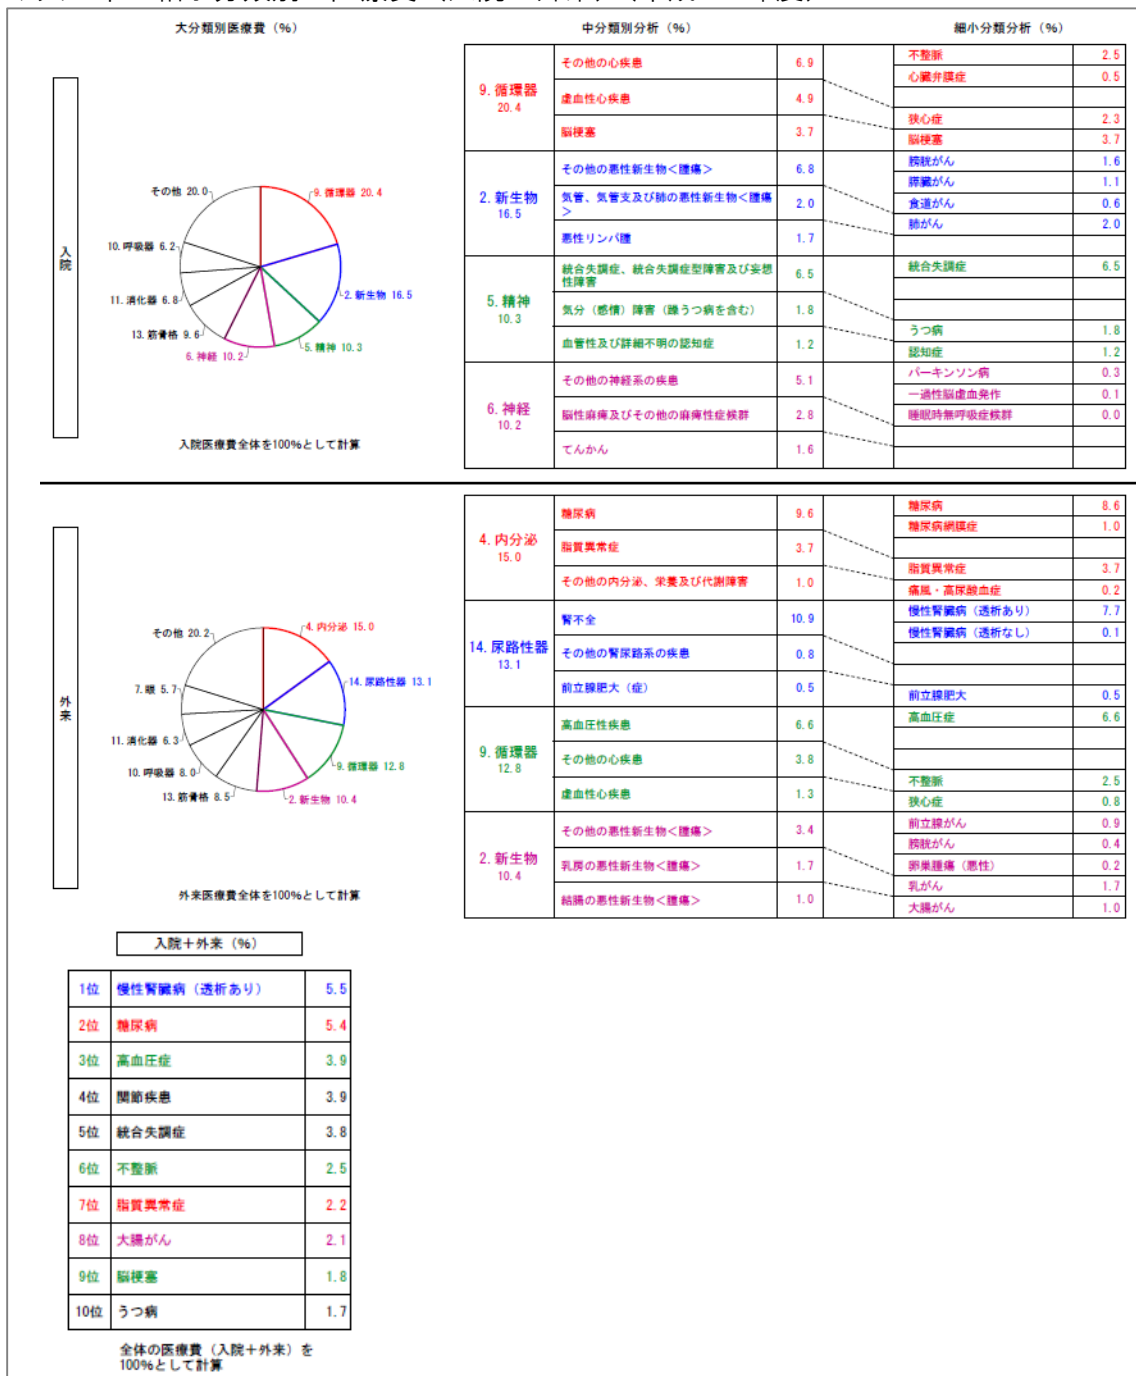 大分類別医療費（%）
中分類別分析（%）
細小分類分析（%）
入院
その他 20.0
9. 循環器 20.4
10. 呼吸器 6.2
11. 消化器 6.8
2. 新生物 16.5
13. 筋骨格 9.6
6. 神経 10.2
5. 精神 10.3
入院医療費全体を100%として計算
9. 循環器
20.4
その他の心疾患 6.9
虚血性心疾患 4.9
脳梗塞 3.7
不整脈 2.5
心臓弁膜症 0.5
狭心症 2.3
脳梗塞 3.7
2. 新生物
16.5
その他の悪性新生物＜腫瘍＞ 6.8
気管、気管支及び肺の悪性新生物＜腫瘍
＞ 2.0
悪性リンパ腫 1.7
膀胱がん 1.6
膵臓がん 1.1
食道がん 0.6
肺がん 2.0
5. 精神
10.3
統合失調症、統合失調症型障害及び妄想
性障害 6.5
気分（感情）障害（躁うつ病を含む） 1.8
血管性及び詳細不明の認知症 1.2
統合失調症 6.5
うつ病 1.8
認知症 1.2
6. 神経
10.2
その他の神経系の疾患 5.1
脳性麻痺及びその他の麻痺性症候群 2.8
てんかん 1.6
パーキンソン病 0.3
一過性脳虚血発作 0.1
睡眠時無呼吸症候群 0.0
外来
その他 20.2
4. 内分泌 15.0
7. 眼 5.7
14. 尿路性器 13.1
11. 消化器 6.3
10. 呼吸器 8.0
9. 循環器 12.8
13. 筋骨格 8.5
2. 新生物 10.4
外来医療費全体を100%として計算
4. 内分泌
15.0
糖尿病 9.6
脂質異常症 3.7
その他の内分泌、栄養及び代謝障害 1.0
糖尿病 8.6
糖尿病網膜症 1.0
脂質異常症 3.7
痛風・高尿酸血症 0.2
14. 尿路性器
13.1
腎不全 10.9
その他の腎尿路系の疾患 0.8
前立腺肥大（症） 0.5
慢性腎臓病（透析あり） 7.7
慢性腎臓病（透析なし） 0.1
前立腺肥大 0.5
9. 循環器
12.8
高血圧性疾患 6.6
その他の心疾患 3.8
虚血性心疾患 1.3
高血圧症 6.6
不整脈 2.5
狭心症 0.8
2. 新生物
10.4
その他の悪性新生物＜腫瘍＞ 3.4
乳房の悪性新生物＜腫瘍＞ 1.7
結腸の悪性新生物＜腫瘍＞ 1.0
前立腺がん 0.9
膀胱がん 0.4
卵巣腫瘍（悪性） 0.2
乳がん 1.7
大腸がん 1.0
入院＋外来（%）
1位 慢性腎臓病（透析あり） 5.5
2位 糖尿病 5.4
3位 高血圧症 3.9
4位 関節疾患 3.9
5位 統合失調症 3.8
6位 不整脈 2.5
7位 脂質異常症 2.2
8位 大腸がん 2.1
9位 脳梗塞 1.8
10位 うつ病 1.7
全体の医療費（入院＋外来）を
100%として計算